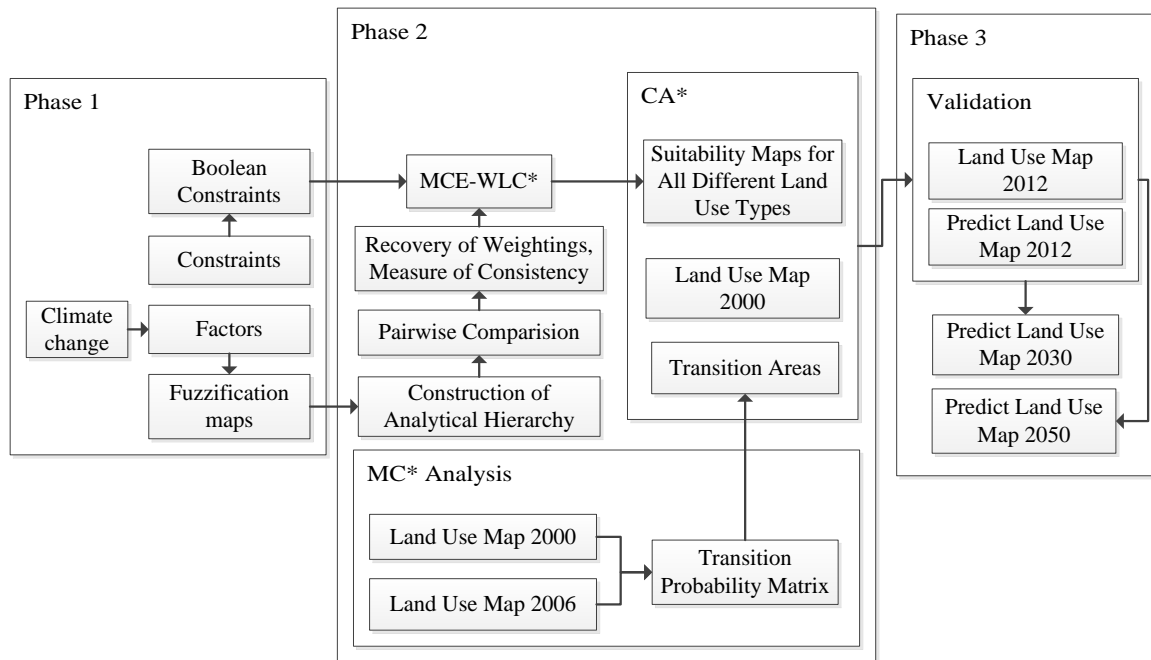 Phase 1
Boolean
Constraints
Constraints
Climate
change
Factors
Fuzzification
maps
Phase 2
MCE-WLC*
Recovery of Weightings,
Measure of Consistency
Pairwise Comparision
Construction of
Analytical Hierarchy
CA*
Suitability Maps for
All Different Land
Use Types
Land Use Map
2000
Transition Areas
MC* Analysis
Land Use Map 2000
Land Use Map 2006
Transition
Probability Matrix
Phase 3
Validation
Land Use Map
2012
Predict Land Use
Map 2012
Predict Land Use
Map 2030
Predict Land Use
Map 2050